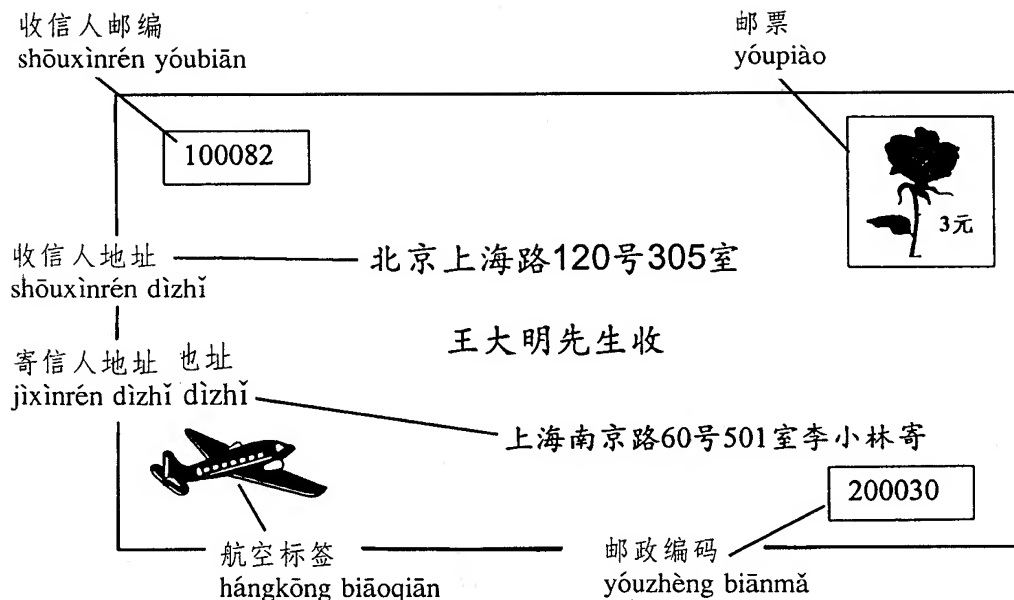 收信人邮编
shōuxìnrén yóubiān
邮票
yóupiào
100082
3元
收信人地址
shōuxìnrén dìzhǐ
北京上海路120号305室
王大明先生收
寄信人地址 也址
jìxìnrén dìzhǐ dìzhǐ
上海南京路60号501室李小林寄
200030
航空标签
hángkōng biāoqiān
邮政编码
yóuzhèng biānmǎ